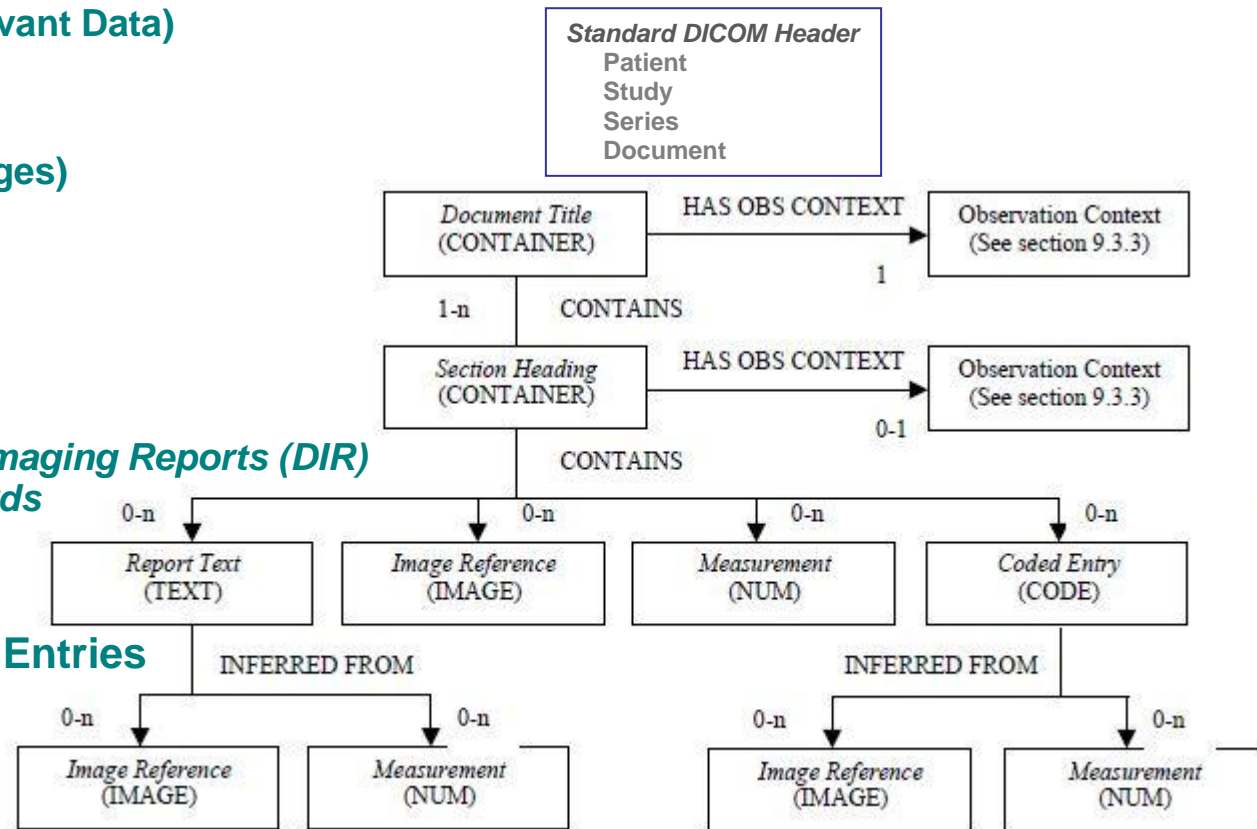 vant Data)
ges)
maging Reports (DIR)
ds
Entries
Standard DICOM Header
Patient
Study
Series
Document
Document Title
(CONTAINER)
HAS OBS CONTEXT
1
Observation Context
(See section 9.3.3)
1-n
CONTAINS
Section Heading
(CONTAINER)
HAS OBS CONTEXT
0-1
Observation Context
(See section 9.3.3)
CONTAINS
0-n
0-n
0-n
0-n
Report Text
(TEXT)
Image Reference
(IMAGE)
Measurement
(NUM)
Coded Entry
(CODE)
INFERRED FROM
INFERRED FROM
0-n
0-n
0-n
0-n
Image Reference
(IMAGE)
Measurement
(NUM)
Image Reference
(IMAGE)
Measurement
(NUM)